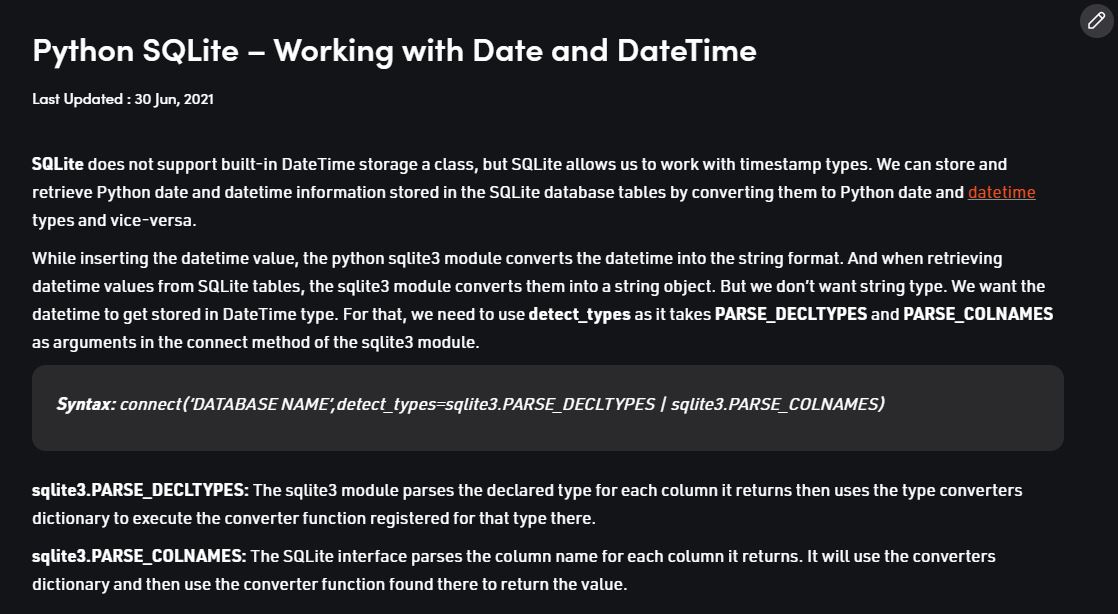 Python SQLite – Working with Date and DateTime
Last Updated : 30 Jun, 2021
SQLite does not support built-in DateTime storage a class, but SQLite allows us to work with timestamp types. We can store and
retrieve Python date and datetime information stored in the SQLite database tables by converting them to Python date and datetime
types and vice-versa.
While inserting the datetime value, the python sqlite3 module converts the datetime into the string format. And when retrieving
datetime values from SQLite tables, the sqlite3 module converts them into a string object. But we don’t want string type. We want the
datetime to get stored in DateTime type. For that, we need to use detect_types as it takes PARSE_DECLTYPES and PARSE_COLNAMES
as arguments in the connect method of the sqlite3 module.
Syntax: connect(‘DATABASE NAME’,detect_types=sqlite3.PARSE_DECLTYPES | sqlite3.PARSE_COLNAMES)
sqlite3.PARSE_DECLTYPES: The sqlite3 module parses the declared type for each column it returns then uses the type converters
dictionary to execute the converter function registered for that type there.
sqlite3.PARSE_COLNAMES: The SQLite interface parses the column name for each column it returns. It will use the converters
dictionary and then use the converter function found there to return the value.